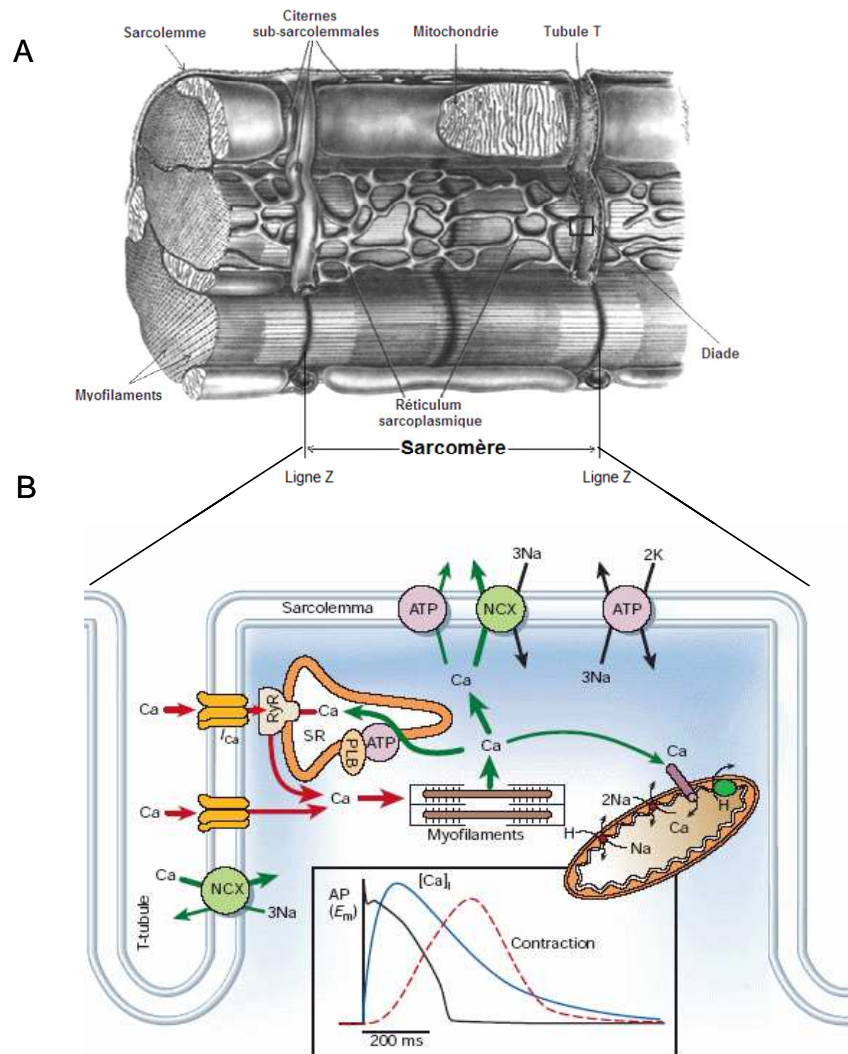 A
Sarcolemme
Citernes
sub-sarcolemmales
Mitochondrie
Tubule T
Myofilaments
Réticulum
sarcoplasmique
Diade
Sarcomère
Ligne Z
Ligne Z
B
Sarcolemma
ATP
NCX
3Na
ATP
2K
3Na
Ca
ICa
RyR
Ca
SR
PLB
ATP
Ca
Ca
Ca
Ca
Ca
Myofilaments
Ca
2Na
H
Na
Ca
H
Ca
NCX
3Na
T-tubule
AP
(Em)
[Ca]i
Contraction
200 ms